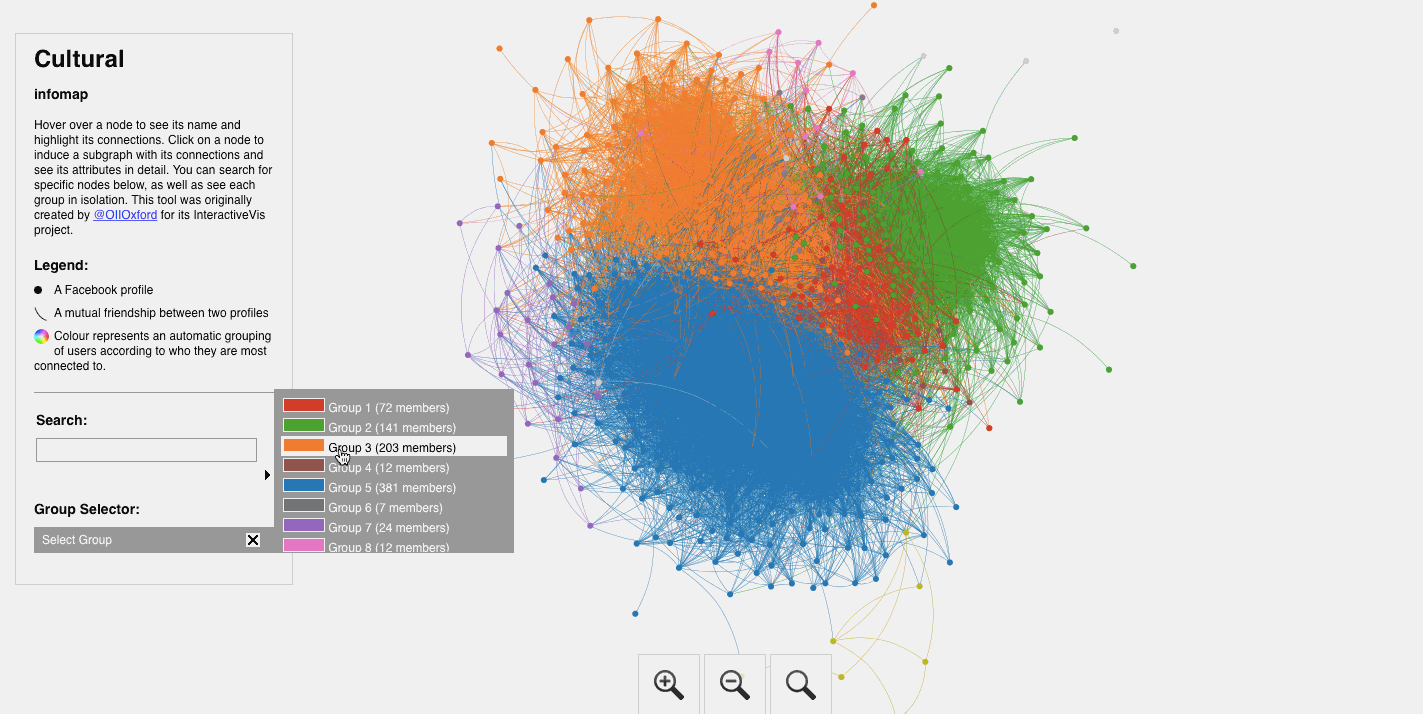 Cultural
infomap
Hover over a node to see its name and
highlight its connections. Click on a node to
induce a subgraph with its connections and
see its attributes in detail. You can search for
specific nodes below, as well as see each
group in isolation. This tool was originally
created by @OIIOxford for its InteractiveVis
project.
Legend:
A Facebook profile
A mutual friendship between two profiles
Colour represents an automatic grouping
of users according to who they are most
connected to.
Search:
Group Selector:
Select Group
Group 1 (72 members)
Group 2 (141 members)
Group 3 (203 members)
Group 4 (12 members)
Group 5 (381 members)
Group 6 (7 members)
Group 7 (24 members)
Group 8 (12 members)